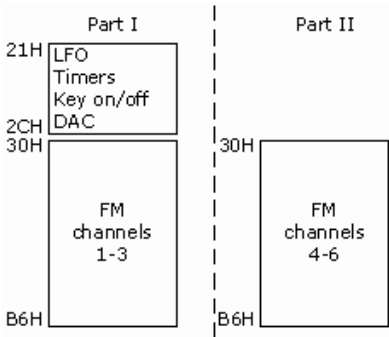 Part I
21H
LFO
Timers
Key on/off
2CH
DAC
30H
FM
channels
1-3
B6H
Part II
30H
FM
channels
4-6
B6H